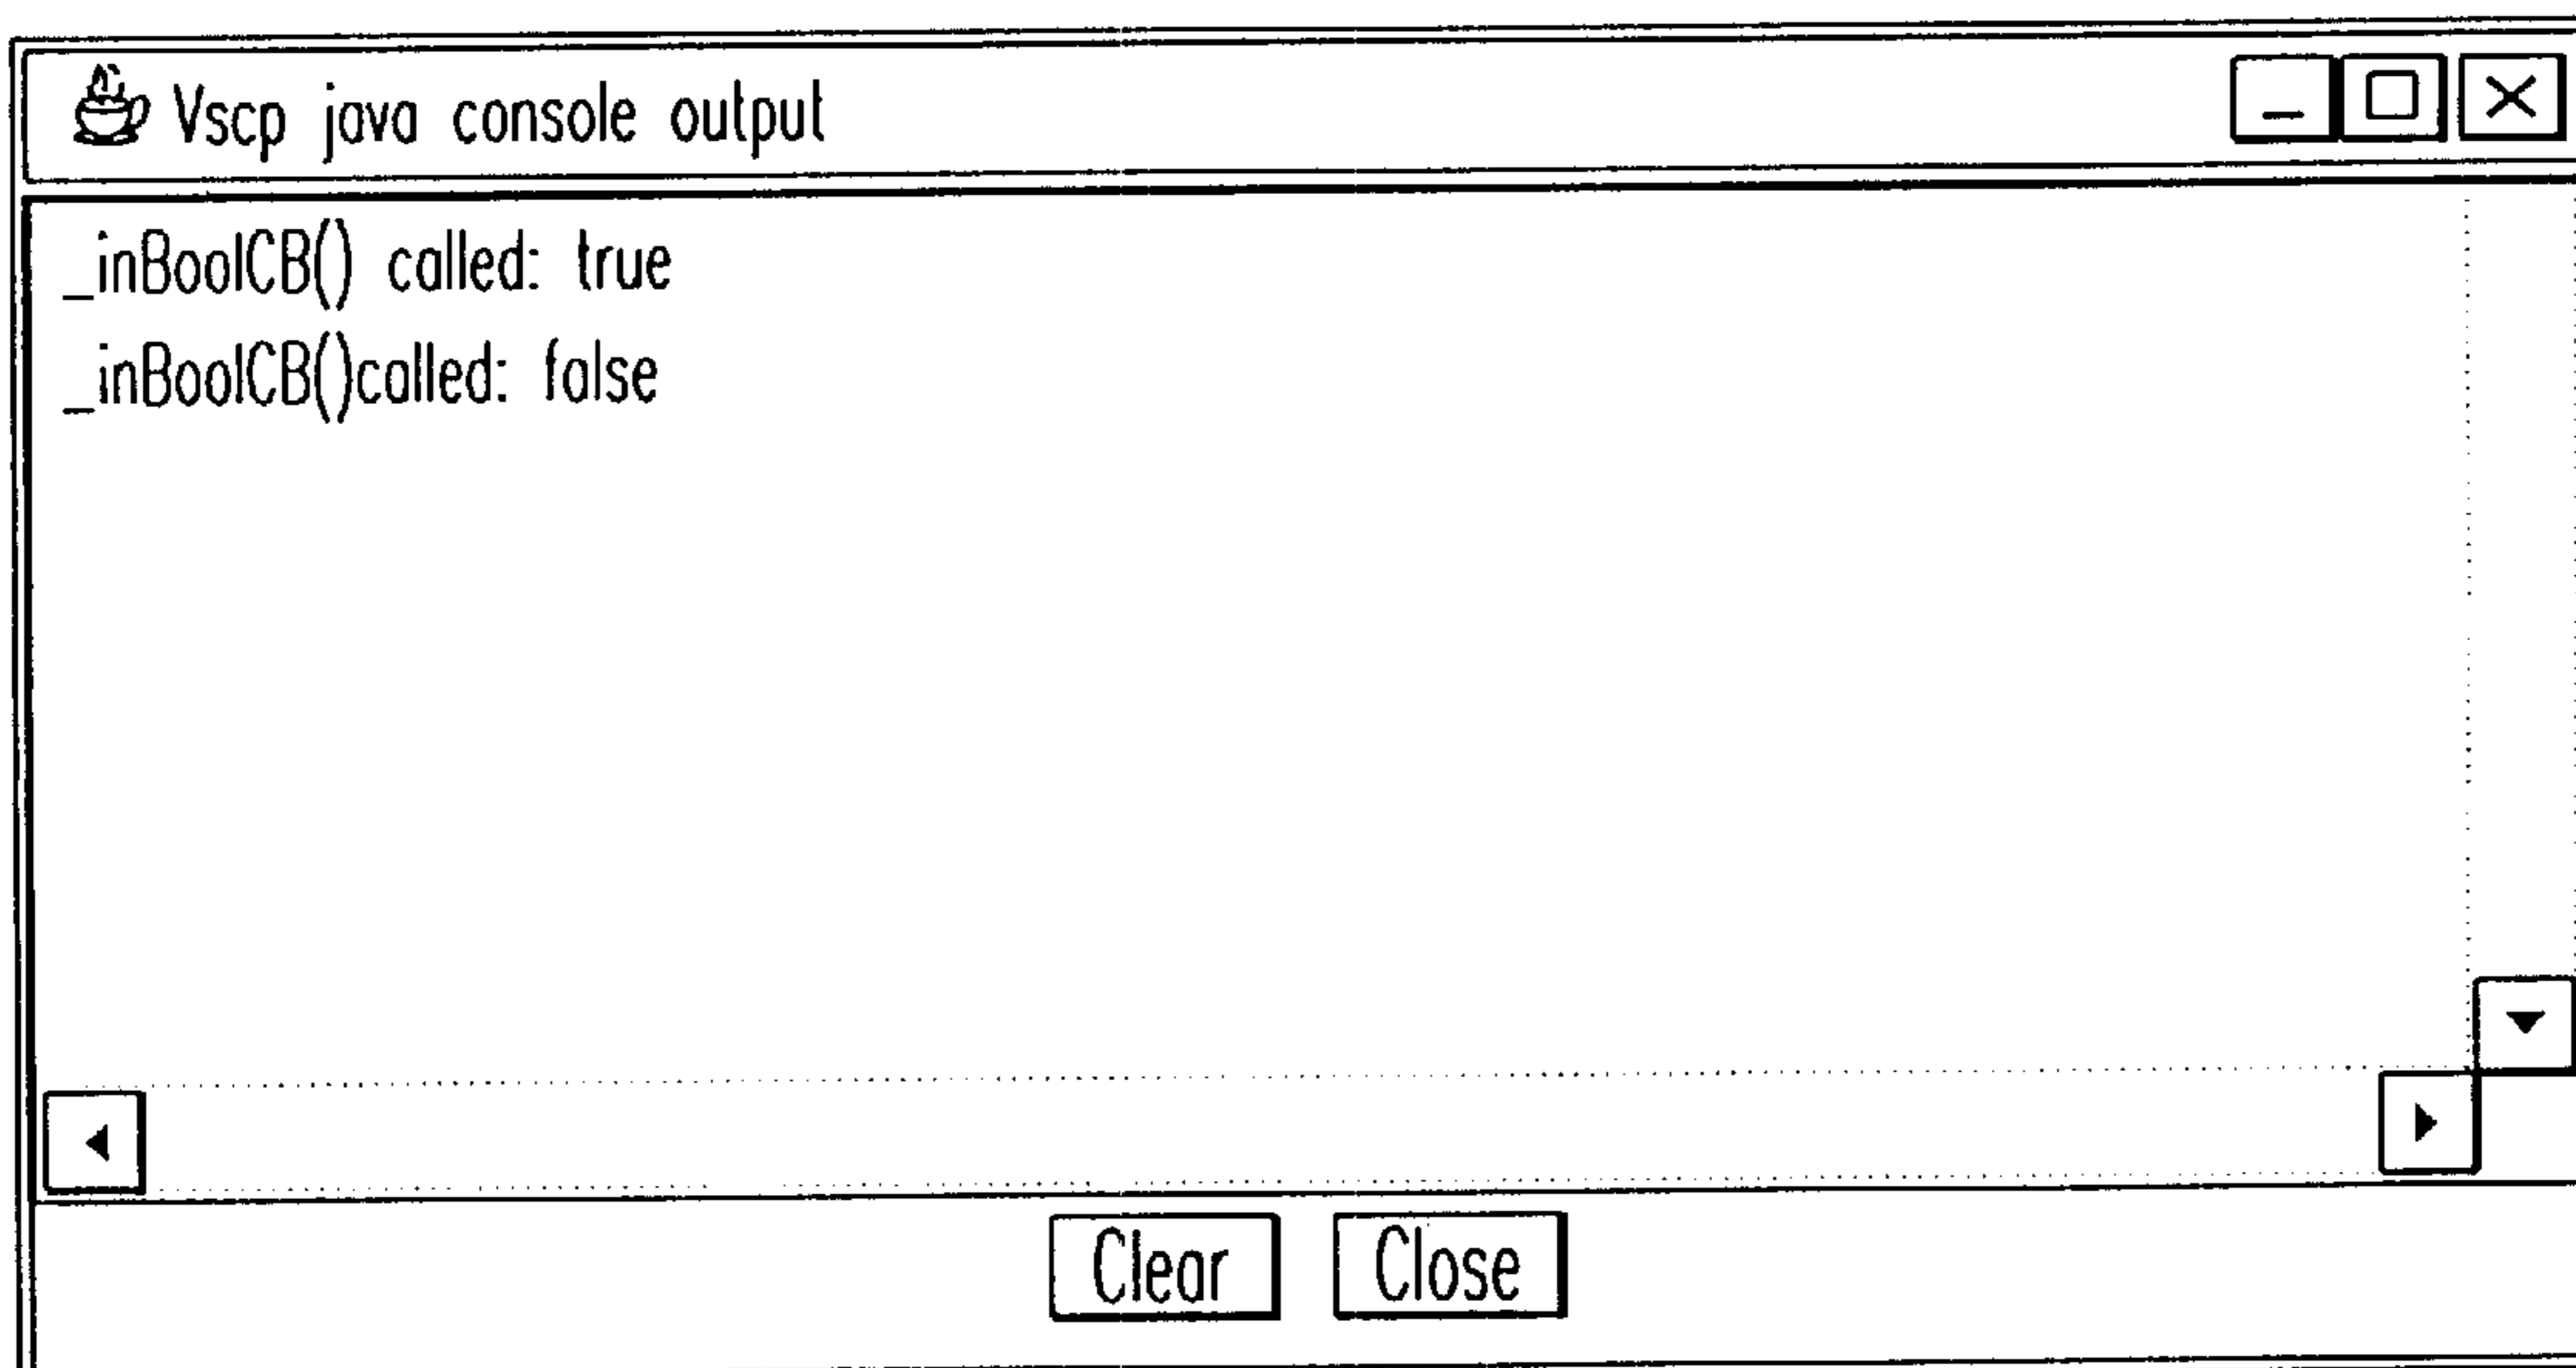 Vscp java console output
_inBoolCB() called: true
_inBoolCB()called: false
Clear Close